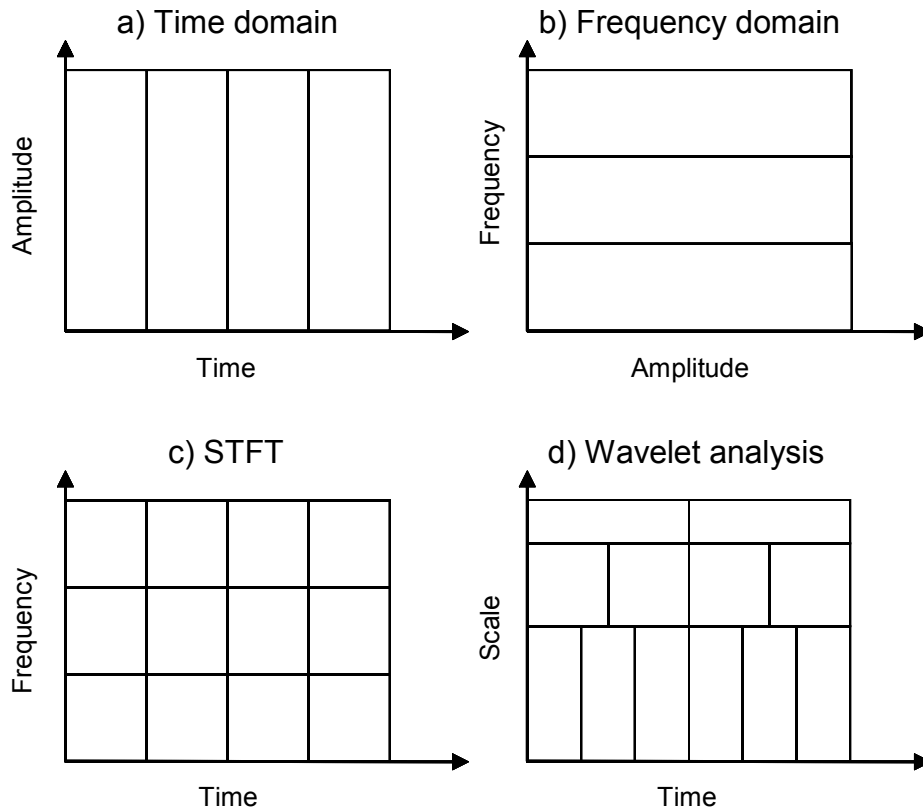 a) Time domain
Amplitude
Time
b) Frequency domain
Frequency
Amplitude
c) STFT
Frequency
Time
d) Wavelet analysis
Scale
Time